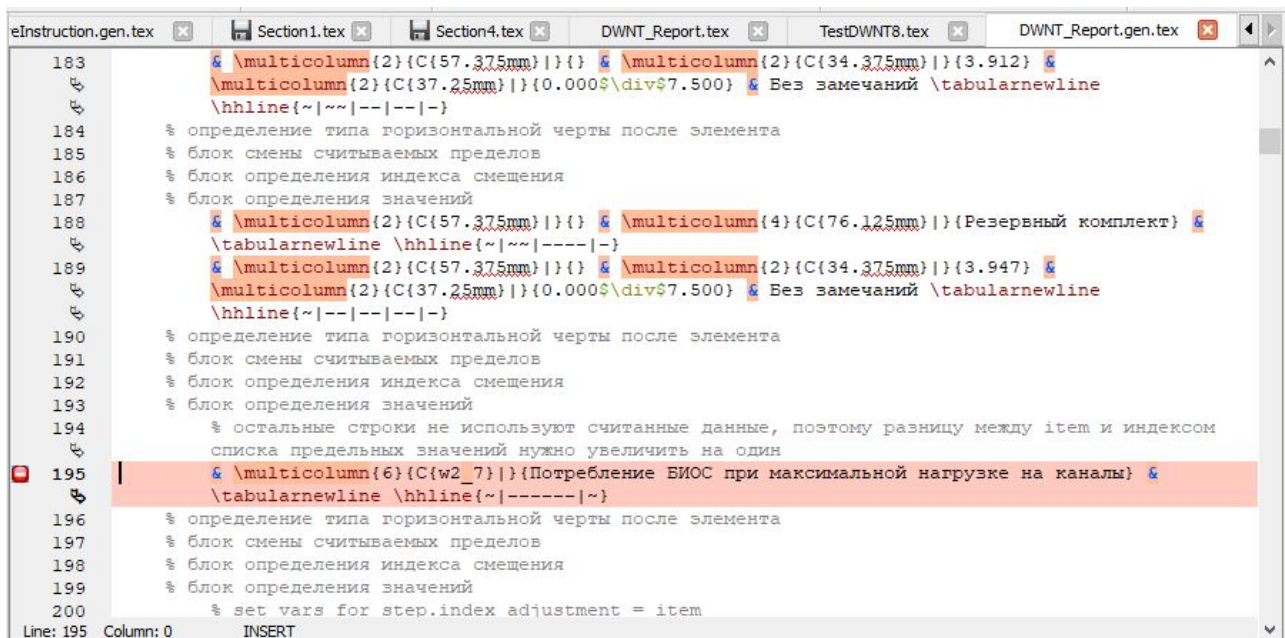 eInstruction.gen.tex Section1.tex Section4.tex DWNT_Report.tex TestDWNT8.tex DWNT_Report.gen.tex
183 & \multicolumn{2}{C{57.375mm}|}{} & \multicolumn{2}{C{34.375mm}|}{3.912} &
\multicolumn{2}{C{37.25mm}|}{0.000$\div$7.500} & Без замечаний \tabularnewline
\hhline{~|~~|--|--|-}
184 % определение типа горизонтальной черты после элемента
185 % блок смены считываемых пределов
186 % блок определения индекса смещения
187 % блок определения значений
188 & \multicolumn{2}{C{57.375mm}|}{} & \multicolumn{4}{C{76.125mm}|}{Резервный комплект} &
\tabularnewline \hhline{~|~~|----|-}
189 & \multicolumn{2}{C{57.375mm}|}{} & \multicolumn{2}{C{34.375mm}|}{3.947} &
\multicolumn{2}{C{37.25mm}|}{0.000$\div$7.500} & Без замечаний \tabularnewline
\hhline{~|--|--|--|-}
190 % определение типа горизонтальной черты после элемента
191 % блок смены считываемых пределов
192 % блок определения индекса смещения
193 % блок определения значений
194 % остальные строки не используют считанные данные, поэтому разницу между item и индексом
списка предельных значений нужно увеличить на один
195 & \multicolumn{6}{C{w2_7}|}{Потребление БИОС при максимальной нагрузке на каналы} &
\tabularnewline \hhline{~|------|~}
196 % определение типа горизонтальной черты после элемента
197 % блок смены считываемых пределов
198 % блок определения индекса смещения
199 % блок определения значений
200 % set vars for step.index adjustment = item
Line: 195 Column: 0 INSERT